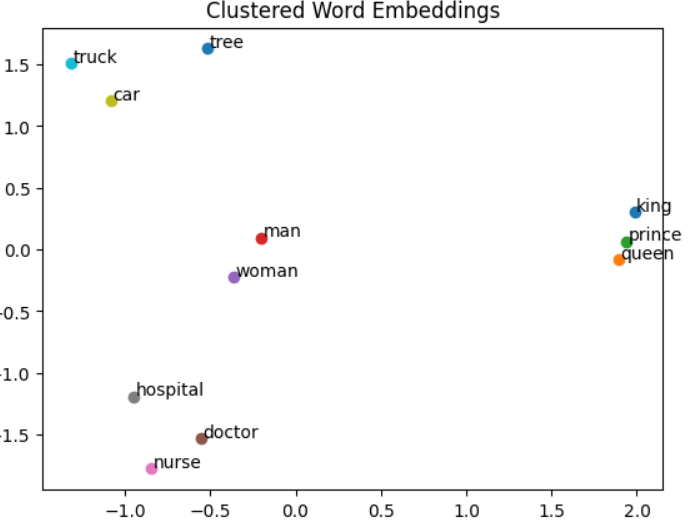 Clustered Word Embeddings
truck
tree
car
king
man
prince
queen
woman
hospital
doctor
nurse
1.5
1.0
0.5
0.0
-0.5
-1.0
-1.5
−1.0 −0.5 0.0 0.5 1.0 1.5 2.0